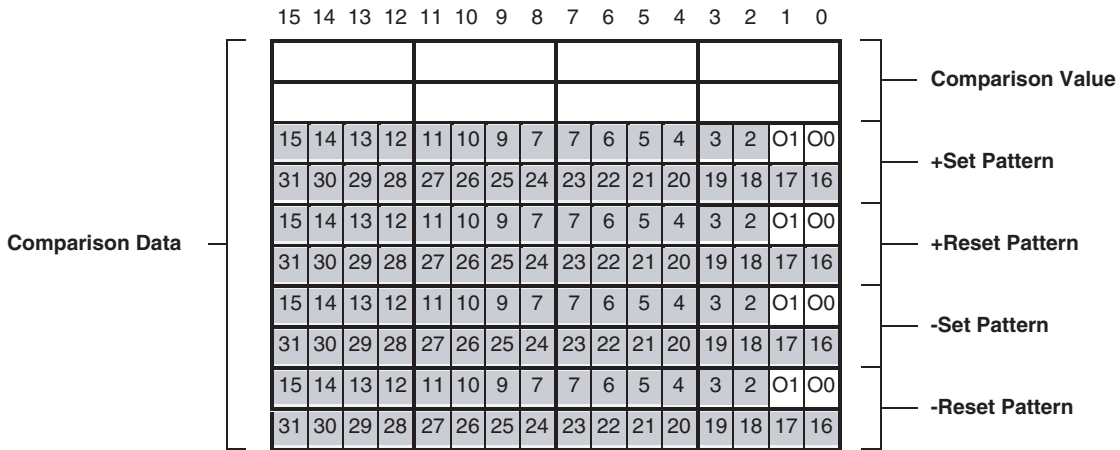 15 14 13 12 11 10 9 8 7 6 5 4 3 2 1 0
Comparison Value
15 14 13 12 11 10 9 7 7 6 5 4 3 2 O1 O0
+Set Pattern
31 30 29 28 27 26 25 24 23 22 21 20 19 18 17 16
15 14 13 12 11 10 9 7 7 6 5 4 3 2 O1 O0
Comparison Data
+Reset Pattern
31 30 29 28 27 26 25 24 23 22 21 20 19 18 17 16
15 14 13 12 11 10 9 7 7 6 5 4 3 2 O1 O0
-Set Pattern
31 30 29 28 27 26 25 24 23 22 21 20 19 18 17 16
15 14 13 12 11 10 9 7 7 6 5 4 3 2 O1 O0
-Reset Pattern
31 30 29 28 27 26 25 24 23 22 21 20 19 18 17 16